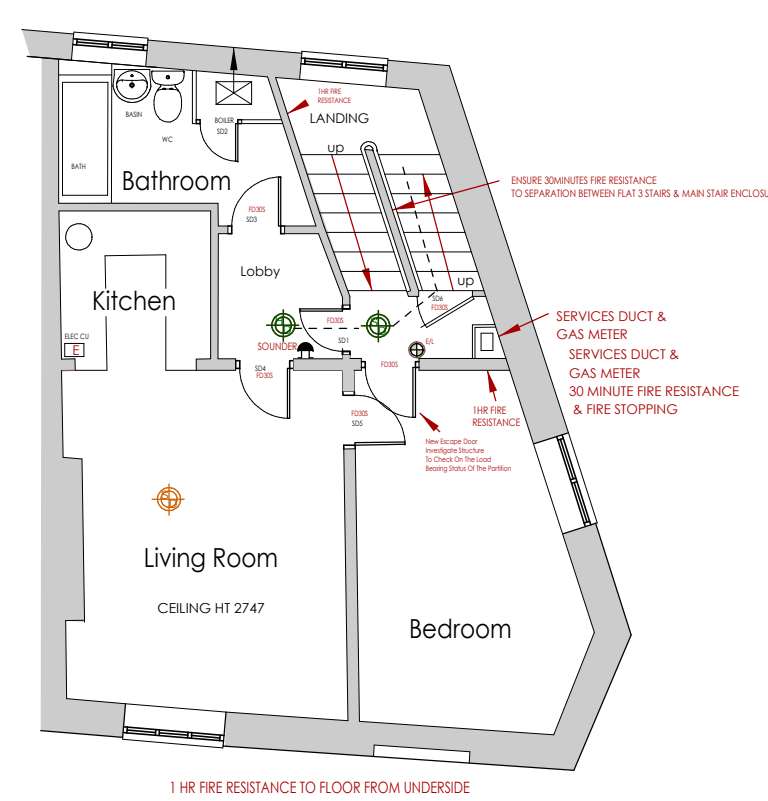 1HR FIRE
RESISTANCE
LANDING
up
BASIN
WC
BOILER
SD2
BATH
Bathroom
ENSURE 30MINUTES FIRE RESISTANCE
TO SEPARATION BETWEEN FLAT 3 STAIRS & MAIN STAIR ENCLOSU
FD30S
SD3
Lobby
up
Kitchen
SD6
FD30S
FD30S
SERVICES DUCT &
GAS METER
SERVICES DUCT &
GAS METER
30 MINUTE FIRE RESISTANCE
& FIRE STOPPING
ELEC CU
E
SOUNDER
SD1
E/L
SD4
FD30S
FD30S
1HR FIRE
RESISTANCE
FD30S
SD5
New Escape Door
Investigate Structure
To Check On The Load
Bearing Status Of The Partition
Living Room
CEILING HT 2747
Bedroom
1 HR FIRE RESISTANCE TO FLOOR FROM UNDERSIDE